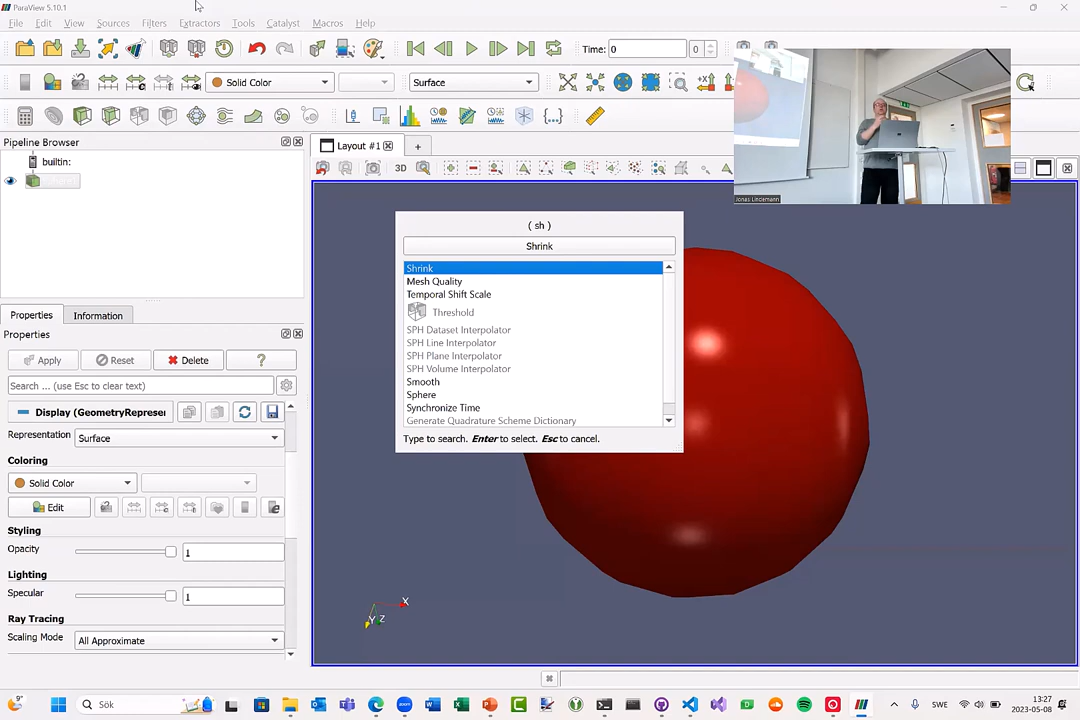 ParaView 5.10.1
File Edit View Sources Filters Extractors Tools Catalyst Macros Help
Time: 0 0
Solid Color Surface +X
Pipeline Browser
builtin:
Layout #1 +
3D
Jonas Lindemann
( sh )
Shrink
Shrink
Mesh Quality
Temporal Shift Scale
Threshold
SPH Dataset Interpolator
SPH Line Interpolator
SPH Plane Interpolator
SPH Volume Interpolator
Smooth
Sphere
Synchronize Time
Generate Quadrature Scheme Dictionary
Type to search. Enter to select. Esc to cancel.
Properties Information
Properties
Apply Reset Delete ?
Search ... (use Esc to clear text)
Display (GeometryRepreser
Representation Surface
Coloring
Solid Color
Edit
Styling
Opacity 1
Lighting
Specular 1
Ray Tracing
Scaling Mode All Approximate
X
Y Z
9°
Sök
SWE
13:27
2023-05-08